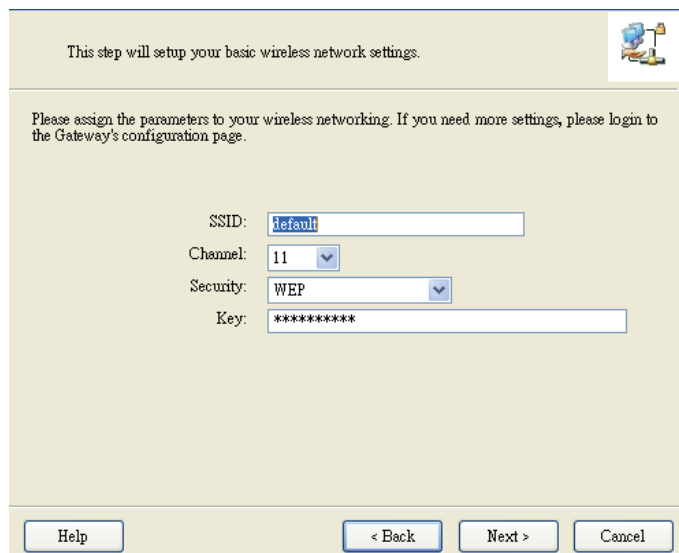 This step will setup your basic wireless network settings.
Please assign the parameters to your wireless networking. If you need more settings, please login to
the Gateway's configuration page.
SSID: default
Channel: 11
Security: WEP
Key: **********
Help < Back Next > Cancel